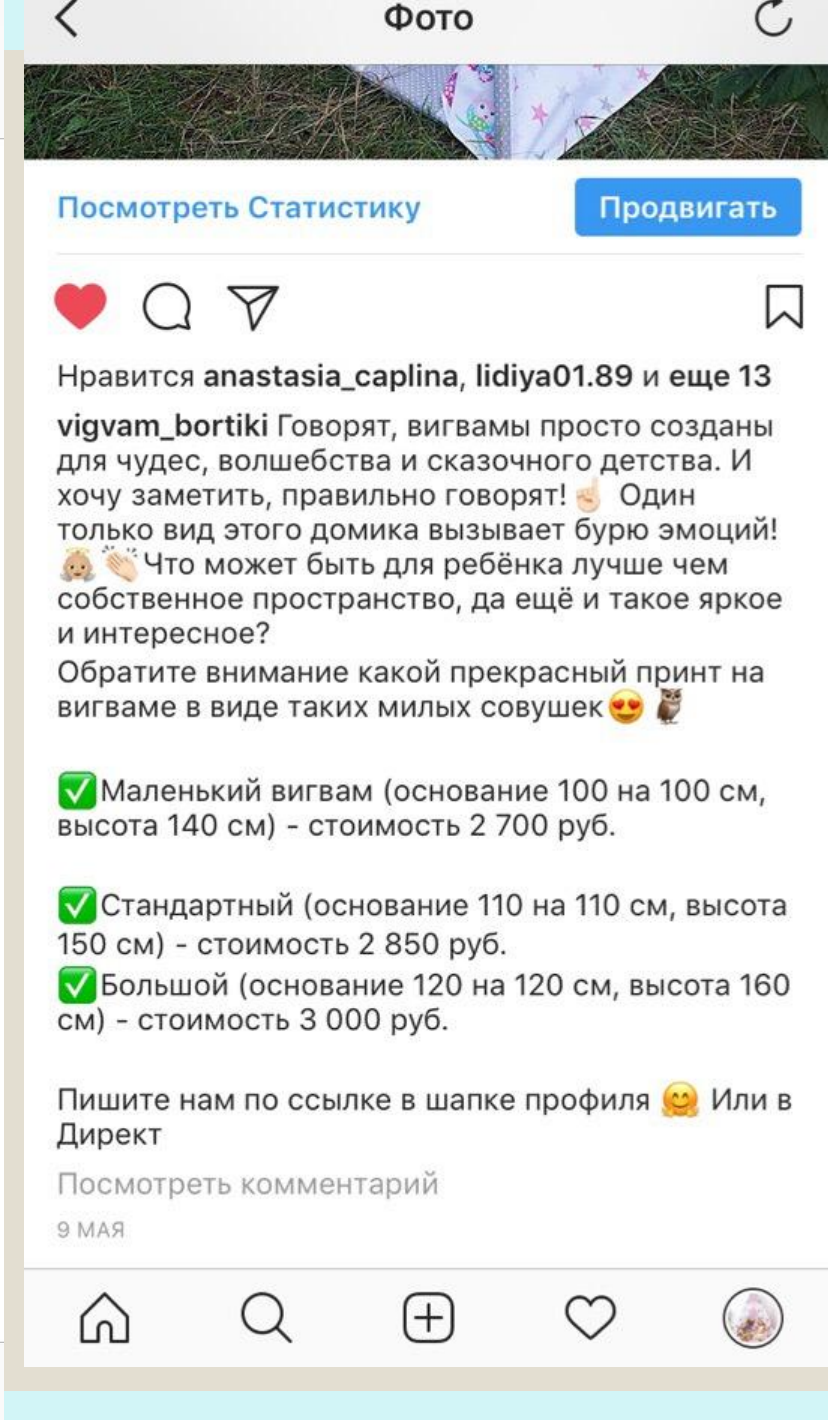 Фото
Посмотреть Статистику
Продвигать
Нравится anastasia_caplina, lidiya01.89 и еще 13
vigvam_bortiki Говорят, вигвамы просто созданы
для чудес, волшебства и сказочного детства. И
хочу заметить, правильно говорят!☝🏻 Один
только вид этого домика вызывает бурю эмоций!
👼🏼👏🏻Что может быть для ребёнка лучше чем
собственное пространство, да ещё и такое яркое
и интересное?
Обратите внимание какой прекрасный принт на
вигваме в виде таких милых совушек😍🦉
✅Маленький вигвам (основание 100 на 100 см,
высота 140 см) - стоимость 2 700 руб.
✅Стандартный (основание 110 на 110 см, высота
150 см) - стоимость 2 850 руб.
✅Большой (основание 120 на 120 см, высота 160
см) - стоимость 3 000 руб.
Пишите нам по ссылке в шапке профиля 🤗 Или в
Директ
Посмотреть комментарий
9 МАЯ